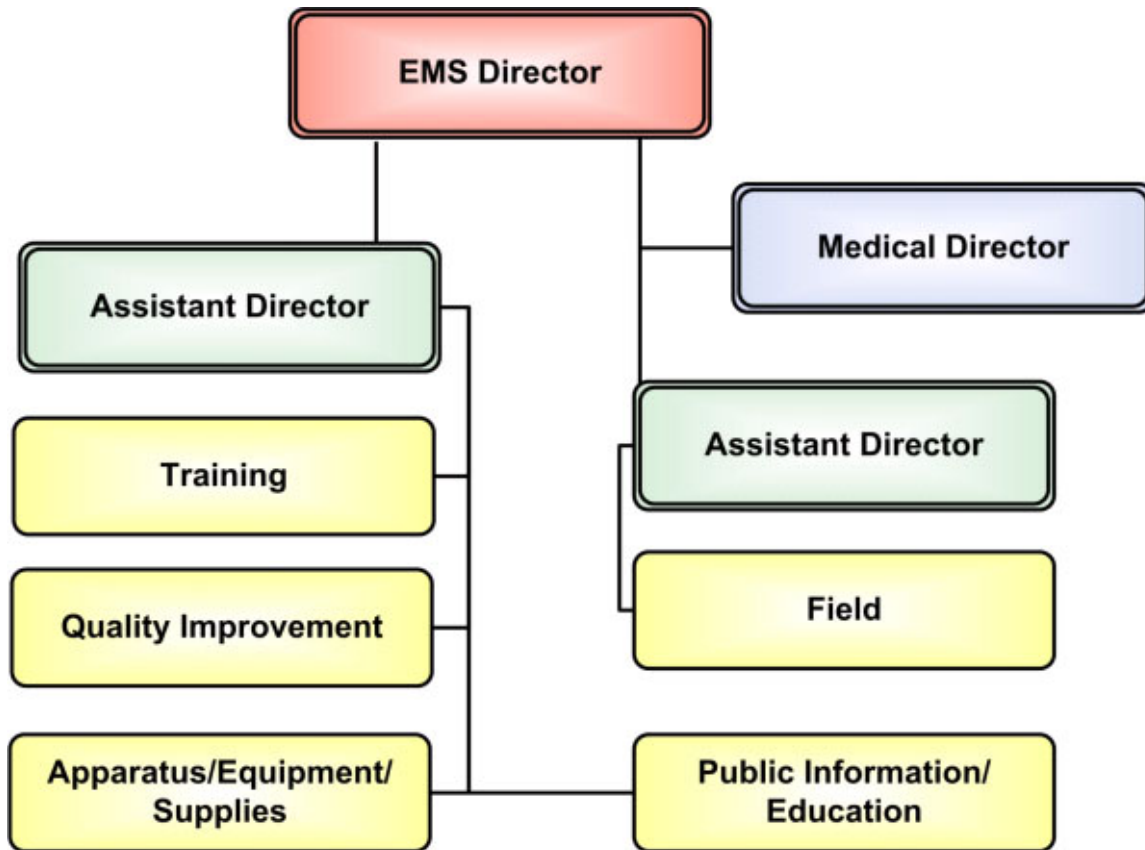 EMS Director
Medical Director
Assistant Director
Assistant Director
Training
Field
Quality Improvement
Apparatus/Equipment/
Supplies
Public Information/
Education